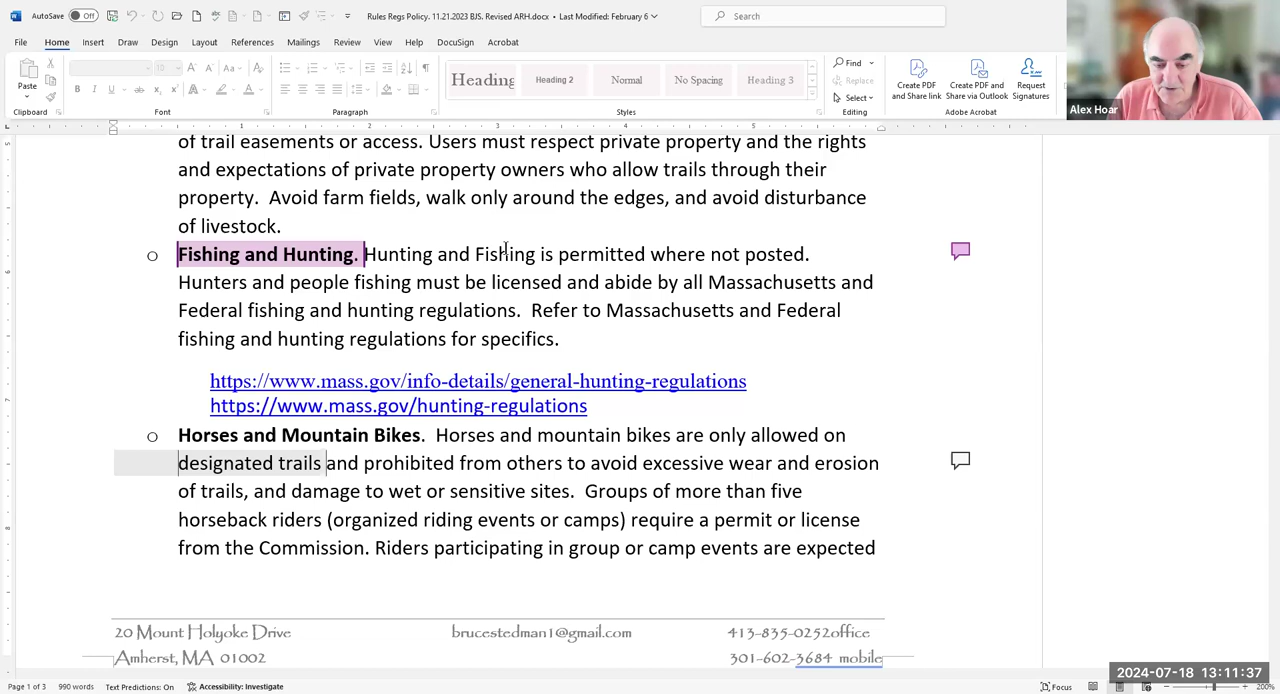 AutoSave Off Rules Regs Policy. 11.21.2023 BJS. Revised ARH.docx • Last Modified: February 6 Search
File Home Insert Draw Design Layout References Mailings Review View Help DocuSign Acrobat
Paste
Heading Heading 2 Normal No Spacing Heading 3
Find
Replace
Select
Create PDF and Share link
Create PDF and Share via Outlook
Request Signatures
Clipboard Font Paragraph Styles Editing Adobe Acrobat
Alex Hoar
of trail easements or access. Users must respect private property and the rights
and expectations of private property owners who allow trails through their
property. Avoid farm fields, walk only around the edges, and avoid disturbance
of livestock.
o Fishing and Hunting. Hunting and Fishing is permitted where not posted.
Hunters and people fishing must be licensed and abide by all Massachusetts and
Federal fishing and hunting regulations. Refer to Massachusetts and Federal
fishing and hunting regulations for specifics.
https://www.mass.gov/info-details/general-hunting-regulations
https://www.mass.gov/hunting-regulations
o Horses and Mountain Bikes. Horses and mountain bikes are only allowed on
designated trails and prohibited from others to avoid excessive wear and erosion
of trails, and damage to wet or sensitive sites. Groups of more than five
horseback riders (organized riding events or camps) require a permit or license
from the Commission. Riders participating in group or camp events are expected
20 Mount Holyoke Drive brucestedman1@gmail.com 413-835-0252office
Amherst, MA 01002 301-602-3684 mobile
2024-07-18 13:11:37
Page 1 of 3 990 words Text Predictions: On Accessibility: Investigate Focus 200%